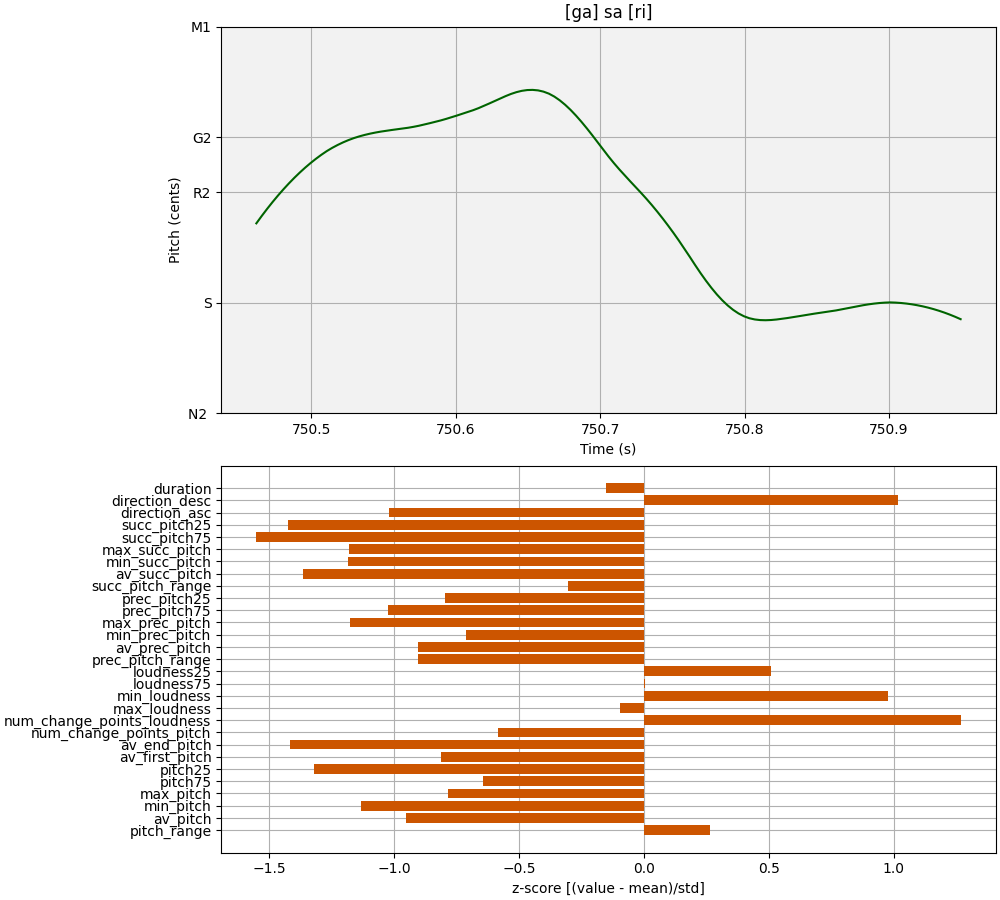 [ga] sa [ri]
M1
G2
R2
S
N2
Pitch (cents)
750.5 750.6 750.7 750.8 750.9
Time (s)
duration
direction_desc
direction_asc
succ_pitch25
succ_pitch75
max_succ_pitch
min_succ_pitch
av_succ_pitch
succ_pitch_range
prec_pitch25
prec_pitch75
max_prec_pitch
min_prec_pitch
av_prec_pitch
prec_pitch_range
loudness25
loudness75
min_loudness
max_loudness
num_change_points_loudness
num_change_points_pitch
av_end_pitch
av_first_pitch
pitch25
pitch75
max_pitch
min_pitch
av_pitch
pitch_range
−1.5 −1.0 −0.5 0.0 0.5 1.0
z-score [(value - mean)/std]